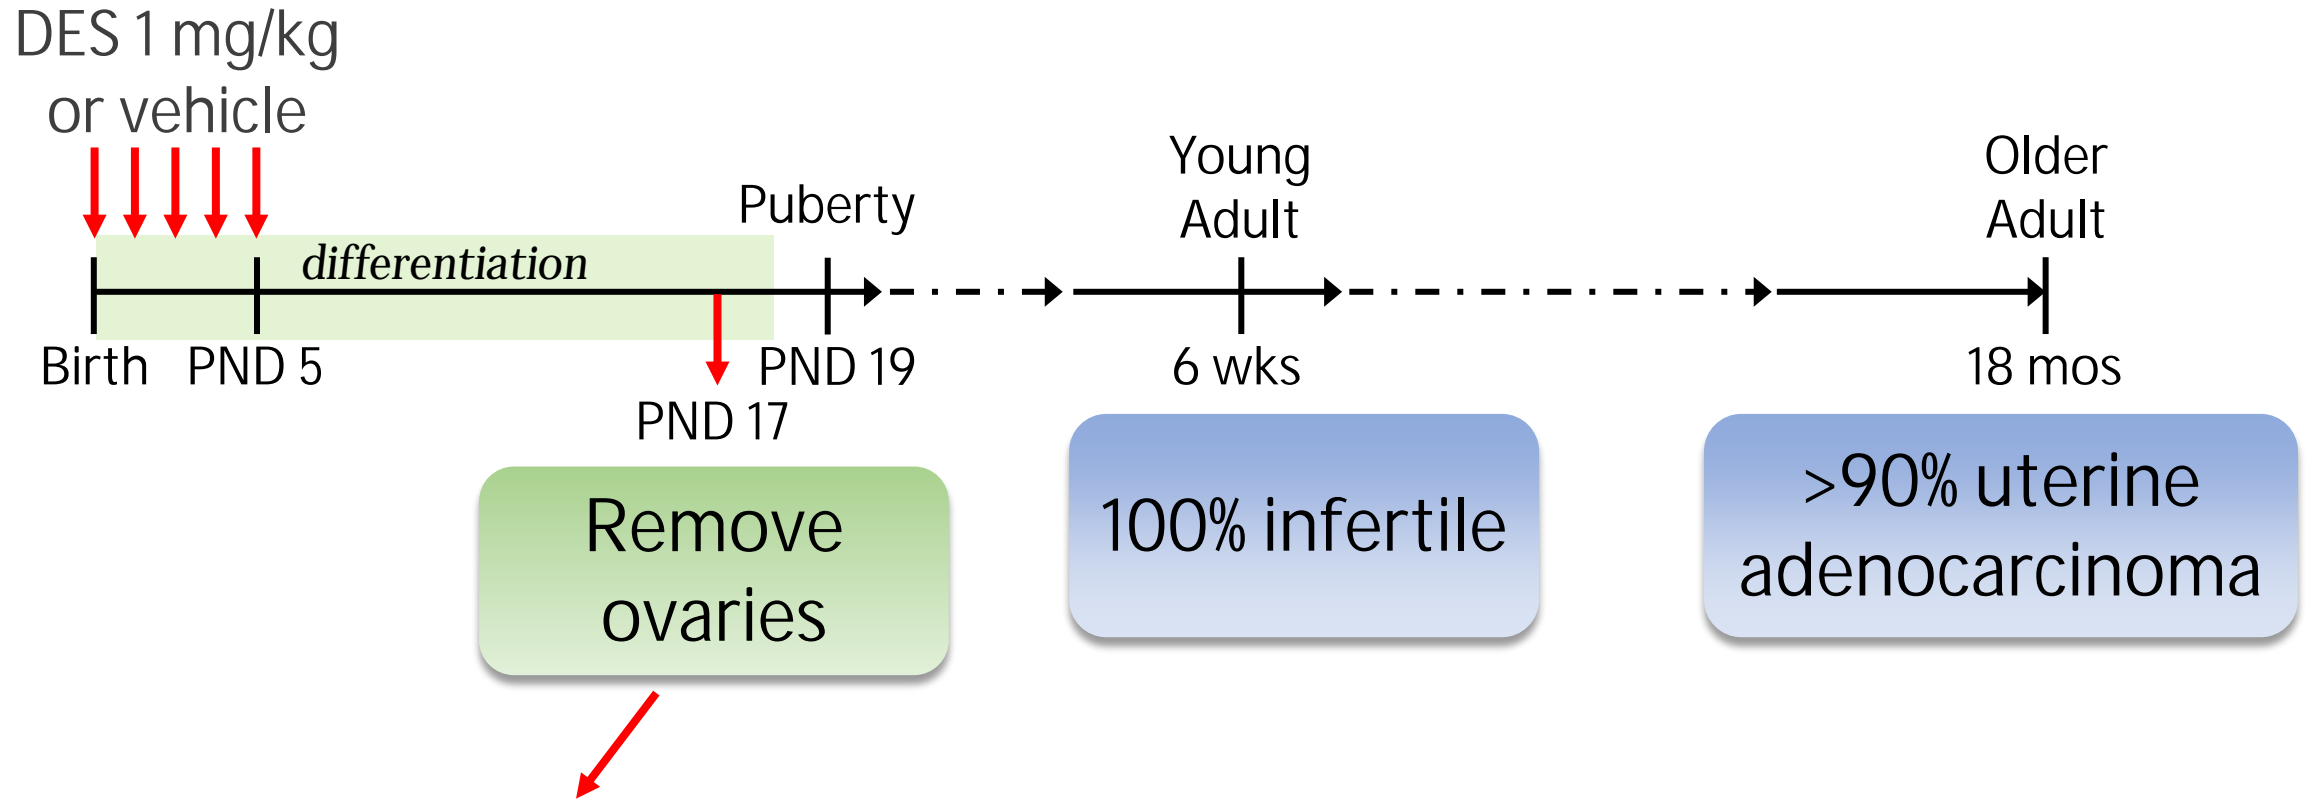 DES 1 mg/kg
or vehicle
differentiation
Puberty
Young
Adult
Older
Adult
Birth
PND 5
PND 17
PND 19
6 wks
18 mos
Remove
ovaries
100% infertile
>90% uterine
adenocarcinoma